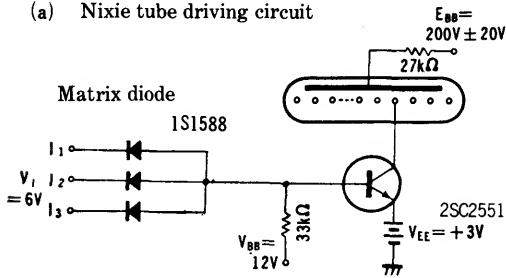 (a) Nixie tube driving circuit
E_BB=
200V±20V
27kΩ
Matrix diode
1S1588
I₁
V₁
=6V
I₂
I₃
33kΩ
V_BB=
12V
2SC2551
V_EE=+3V